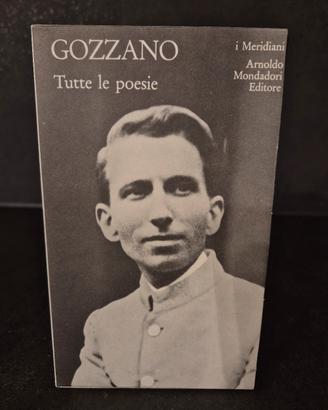 GOZZANO
Tutte le poesie
i Meridiani
Arnoldo
Mondadori
Editore